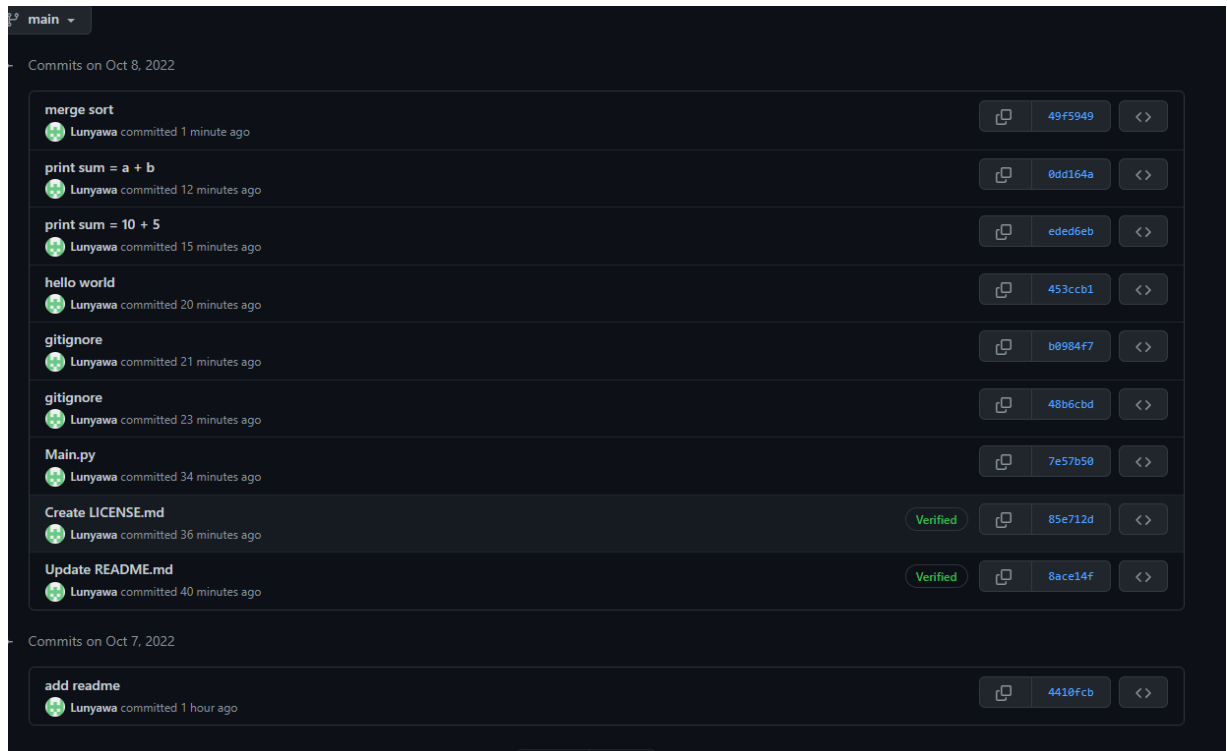 main
Commits on Oct 8, 2022
merge sort
49f5949
Lunyawa committed 1 minute ago
print sum = a + b
0dd164a
Lunyawa committed 12 minutes ago
print sum = 10 + 5
eded6eb
Lunyawa committed 15 minutes ago
hello world
453ccb1
Lunyawa committed 20 minutes ago
gitignore
b0984f7
Lunyawa committed 21 minutes ago
gitignore
48b6cbd
Lunyawa committed 23 minutes ago
Main.py
7e57b50
Lunyawa committed 34 minutes ago
Create LICENSE.md
Verified 85e712d
Lunyawa committed 36 minutes ago
Update README.md
Verified 8ace14f
Lunyawa committed 40 minutes ago
Commits on Oct 7, 2022
add readme
4410fcb
Lunyawa committed 1 hour ago